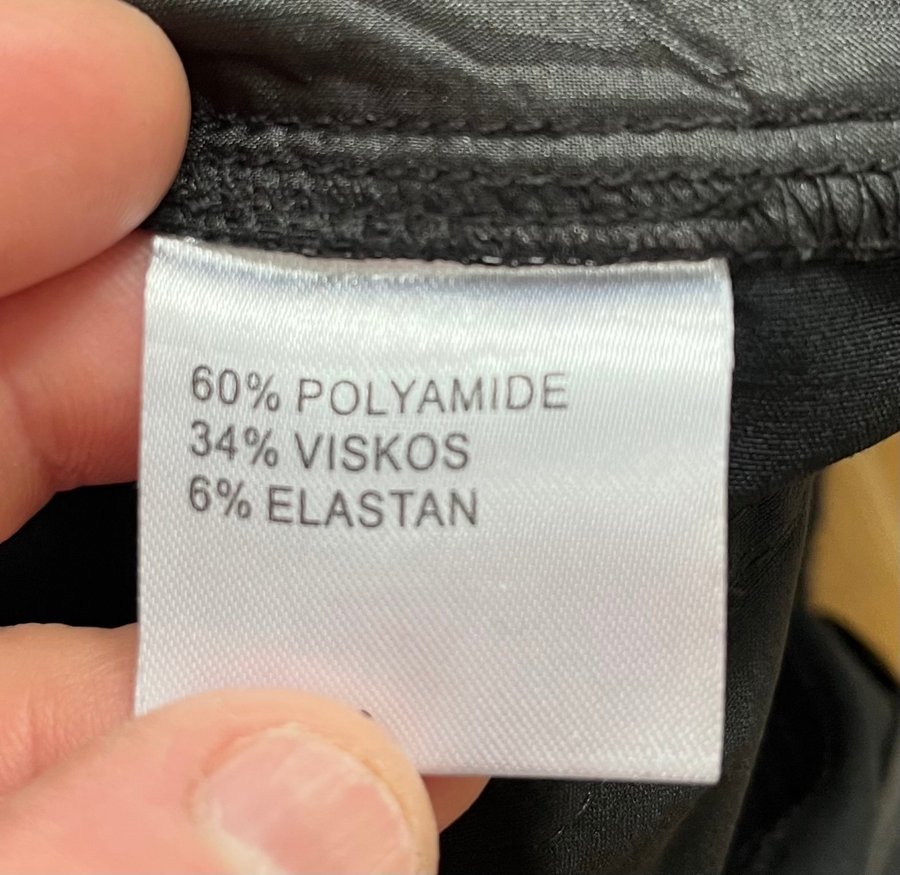 60% POLYAMIDE
34% VISKOS
6% ELASTAN